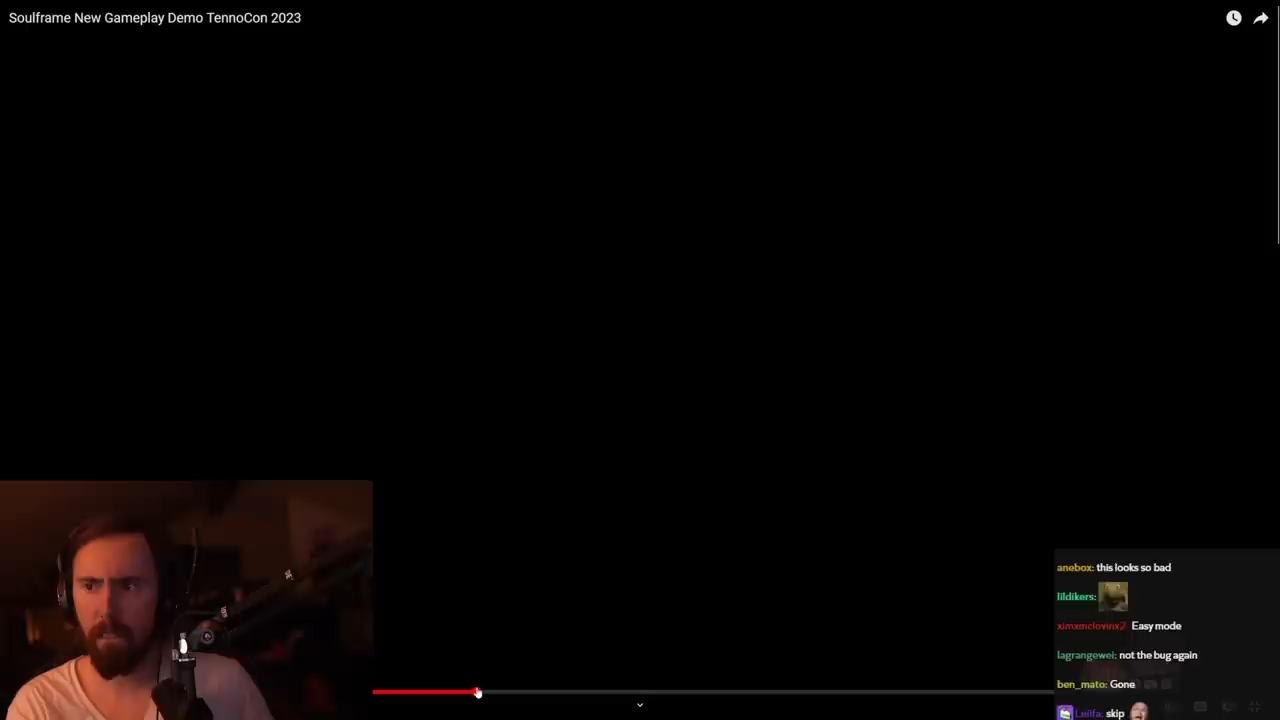 Soulframe New Gameplay Demo TennoCon 2023
anebox: this looks so bad
lildikers:
ximxmclovinx2 Easy mode
lagrangewei: not the bug again
ben_mato: Gone
Leilfa: skip